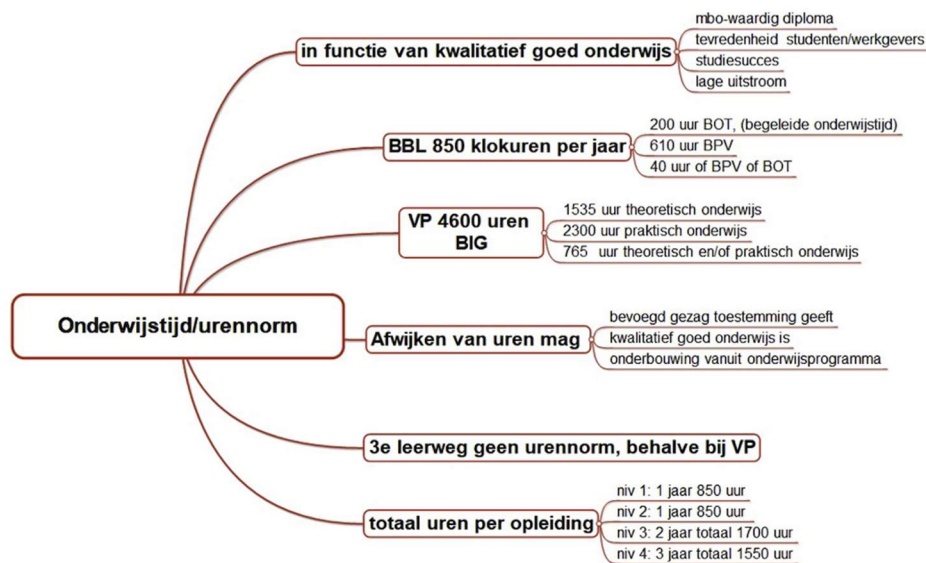 Onderwijstijd/urennorm
in functie van kwalitatief goed onderwijs
mbo-waardig diploma
tevredenheid studenten/werkgevers
studiesucces
lage uitstroom
BBL 850 klokuren per jaar
200 uur BOT, (begeleide onderwijstijd)
610 uur BPV
40 uur of BPV of BOT
VP 4600 uren
BIG
1535 uur theoretisch onderwijs
2300 uur praktisch onderwijs
765 uur theoretisch en/of praktisch onderwijs
Afwijken van uren mag
bevoegd gezag toestemming geeft
kwalitatief goed onderwijs is
onderbouwing vanuit onderwijsprogramma
3e leerweg geen urennorm, behalve bij VP
totaal uren per opleiding
niv 1: 1 jaar 850 uur
niv 2: 1 jaar 850 uur
niv 3: 2 jaar totaal 1700 uur
niv 4: 3 jaar totaal 1550 uur